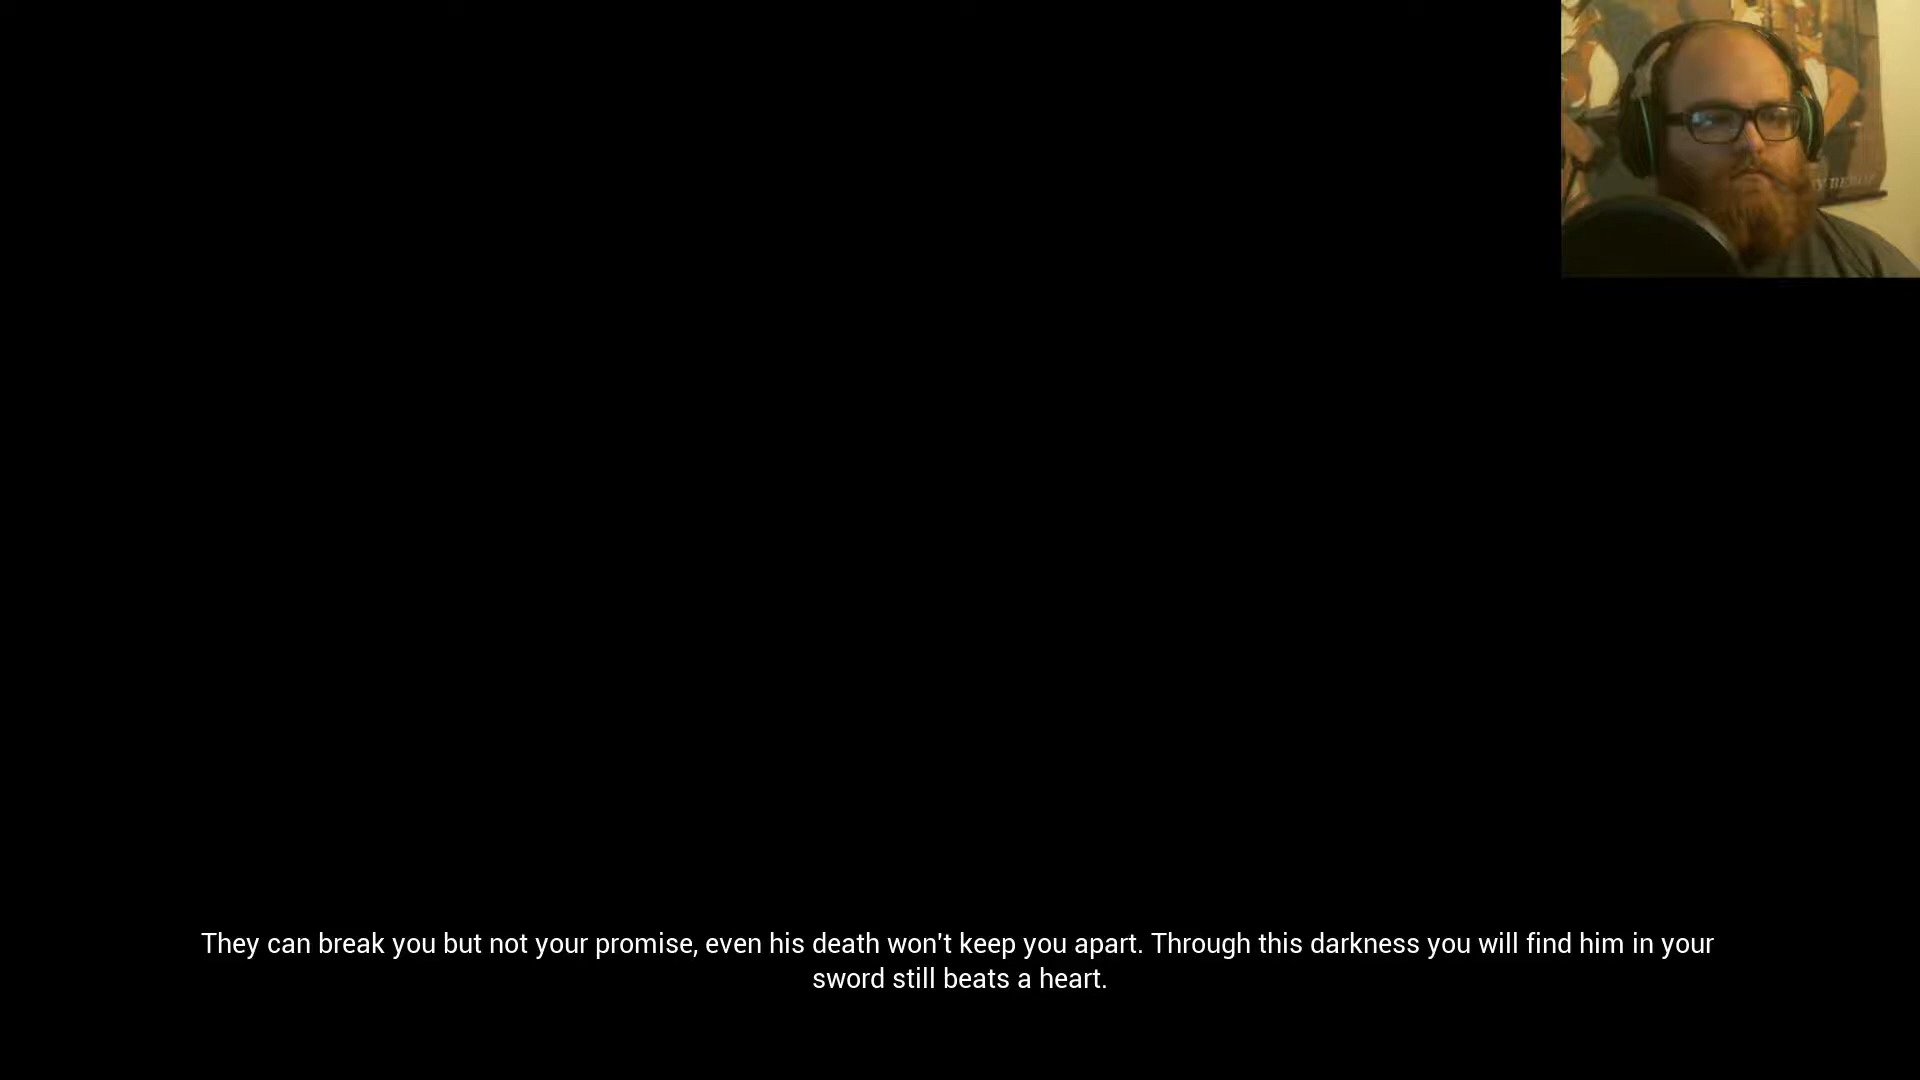 They can break you but not your promise, even his death won't keep you apart. Through this darkness you will find him in your
sword still beats a heart.